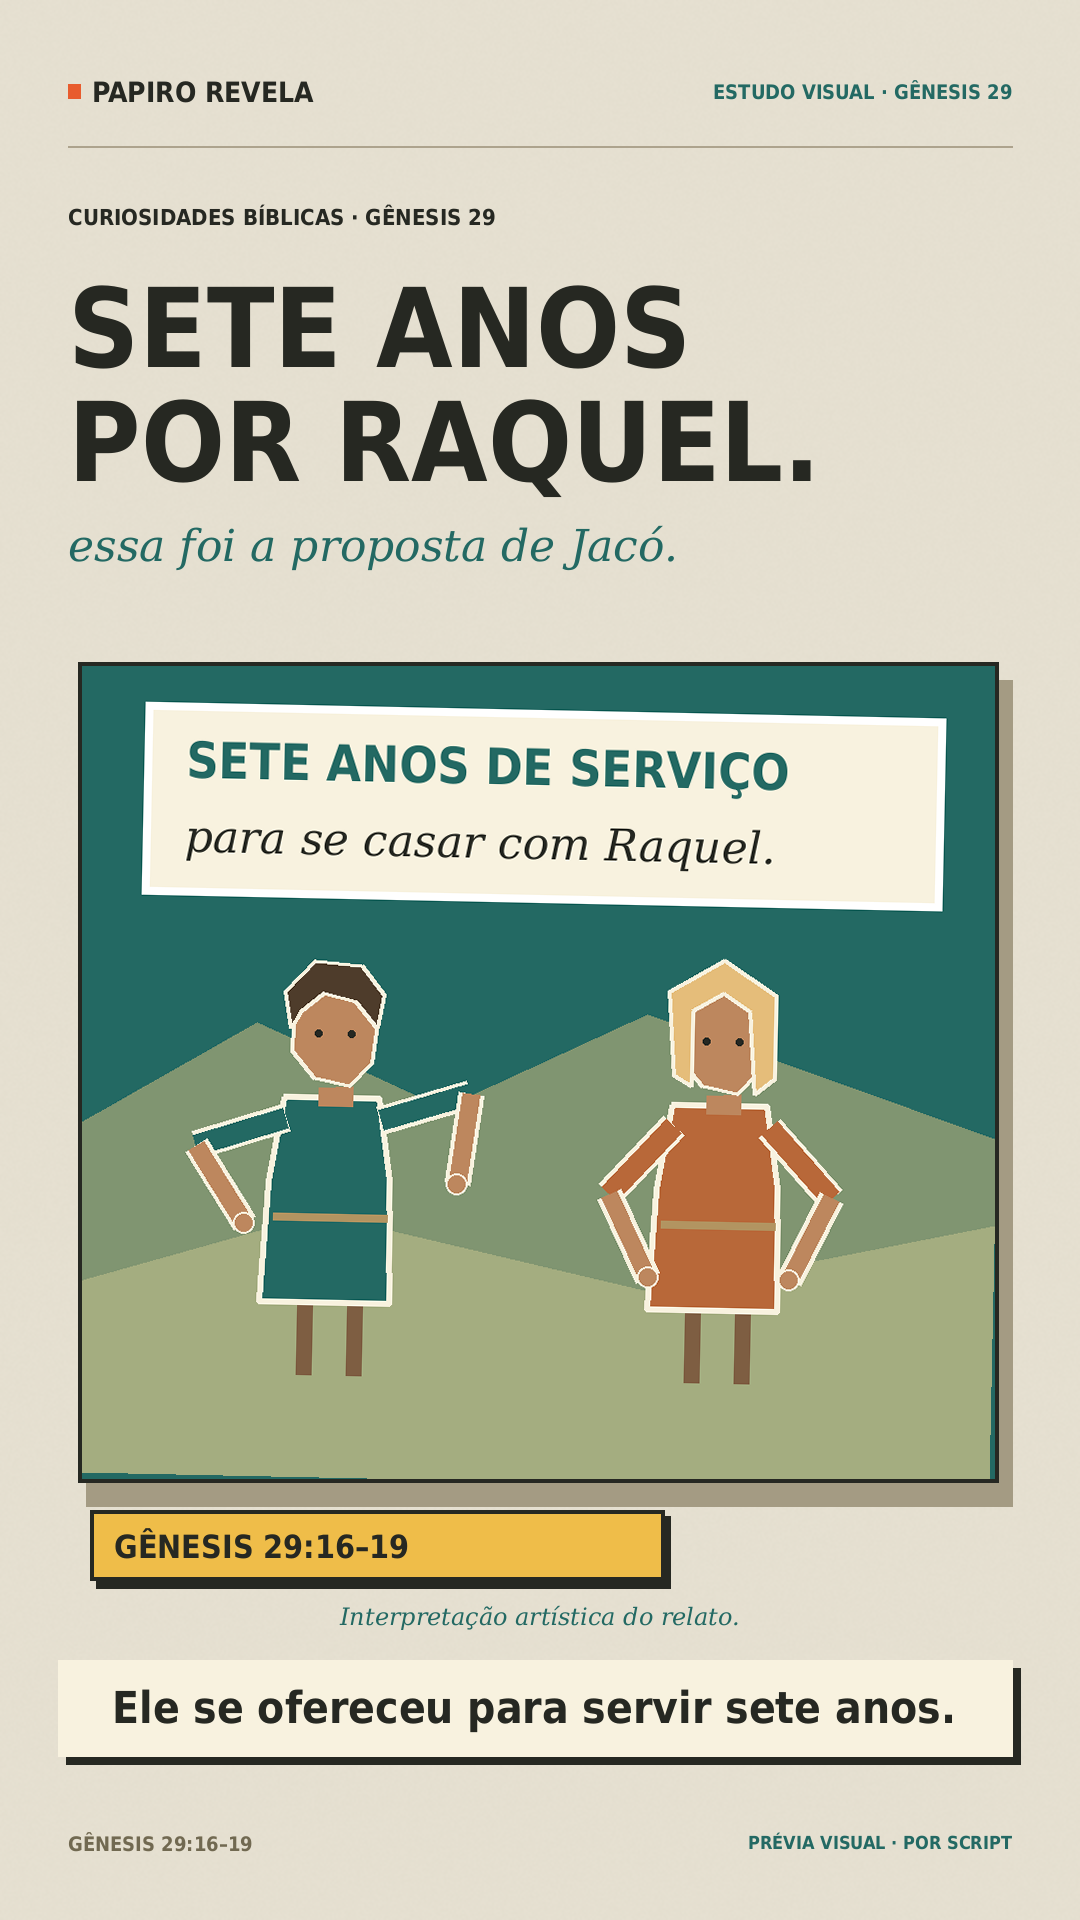 PAPIRO REVELA
ESTUDO VISUAL · GÊNESIS 29
CURIOSIDADES BÍBLICAS · GÊNESIS 29
SETE ANOS
POR RAQUEL.
essa foi a proposta de Jacó.
SETE ANOS DE SERVIÇO
para se casar com Raquel.
GÊNESIS 29:16–19
Interpretação artística do relato.
Ele se ofereceu para servir sete anos.
GÊNESIS 29:16–19
PRÉVIA VISUAL · POR SCRIPT